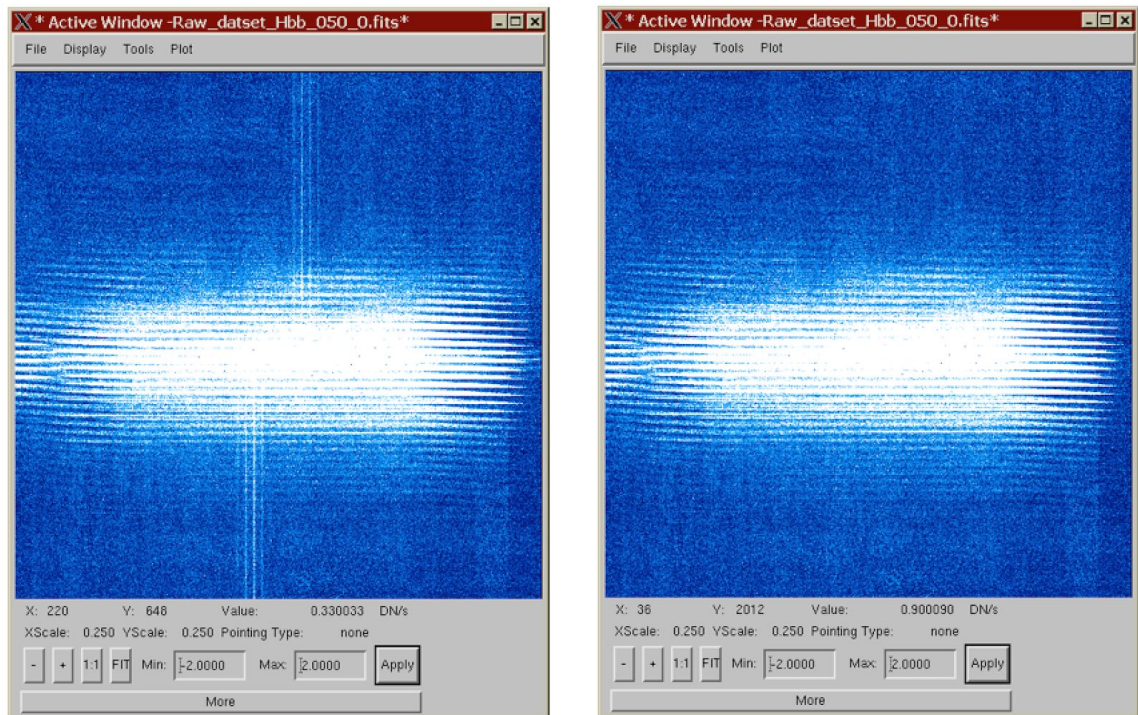 * Active Window -Raw_datset_Hbb_050_0.fits*
File Display Tools Plot
X: 220 Y: 648 Value: 0.330033 DN/s
XScale: 0.250 YScale: 0.250 Pointing Type: none
- + 1:1 FIT Min: -2.0000 Max: 2.0000 Apply
More
* Active Window -Raw_datset_Hbb_050_0.fits*
File Display Tools Plot
X: 36 Y: 2012 Value: 0.900090 DN/s
XScale: 0.250 YScale: 0.250 Pointing Type: none
- + 1:1 FIT Min: -2.0000 Max: 2.0000 Apply
More